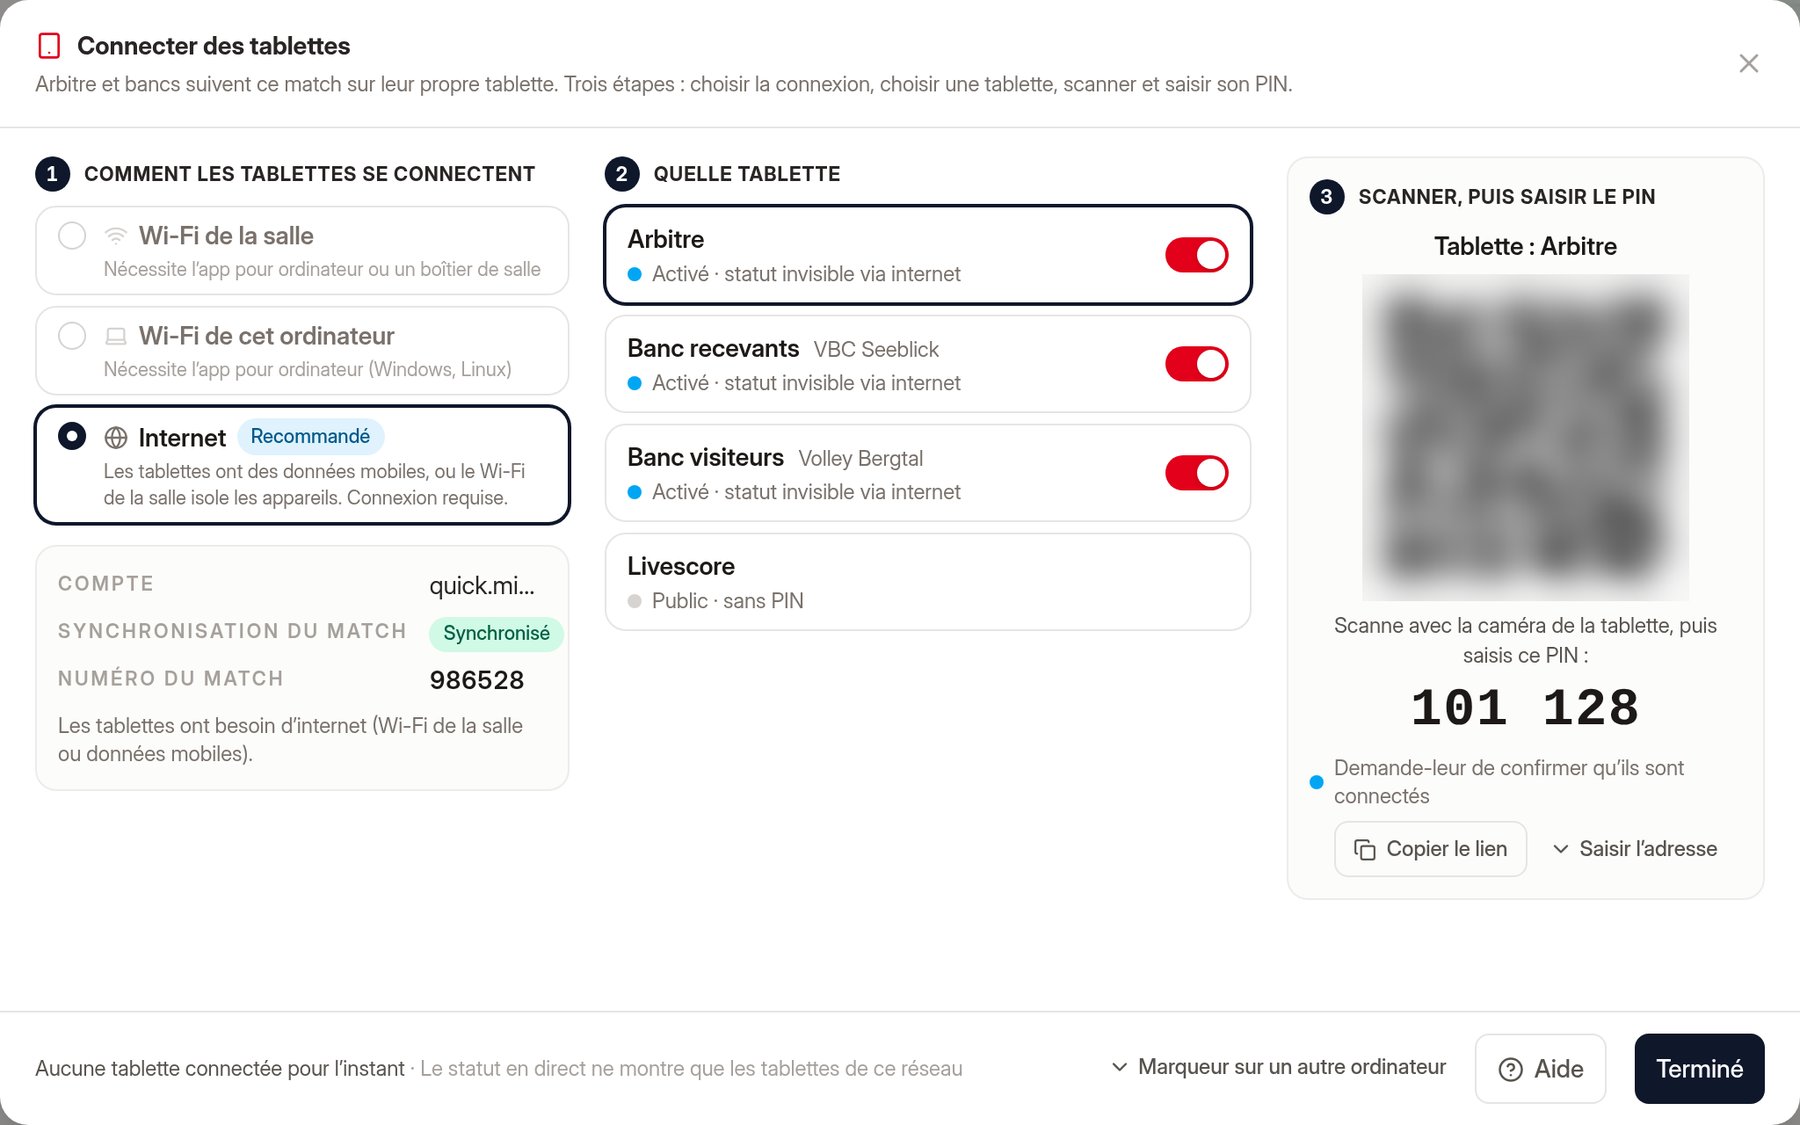 Connecter des tablettes
Arbitre et bancs suivent ce match sur leur propre tablette. Trois étapes : choisir la connexion, choisir une tablette, scanner et saisir son PIN.
1 COMMENT LES TABLETTES SE CONNECTENT
Wi-Fi de la salle
Nécessite l'app pour ordinateur ou un boîtier de salle
Wi-Fi de cet ordinateur
Nécessite l'app pour ordinateur (Windows, Linux)
Internet Recommandé
Les tablettes ont des données mobiles, ou le Wi-Fi
de la salle isole les appareils. Connexion requise.
COMPTE quick.mi...
SYNCHRONISATION DU MATCH Synchronisé
NUMÉRO DU MATCH 986528
Les tablettes ont besoin d'internet (Wi-Fi de la salle
ou données mobiles).
2 QUELLE TABLETTE
Arbitre
Activé · statut invisible via internet
Banc recevants VBC Seeblick
Activé · statut invisible via internet
Banc visiteurs Volley Bergtal
Activé · statut invisible via internet
Livescore
Public · sans PIN
3 SCANNER, PUIS SAISIR LE PIN
Tablette : Arbitre
Scanne avec la caméra de la tablette, puis
saisis ce PIN :
101 128
Demande-leur de confirmer qu'ils sont
connectés
Copier le lien
Saisir l'adresse
Aucune tablette connectée pour l'instant · Le statut en direct ne montre que les tablettes de ce réseau
Marqueur sur un autre ordinateur
Aide
Terminé